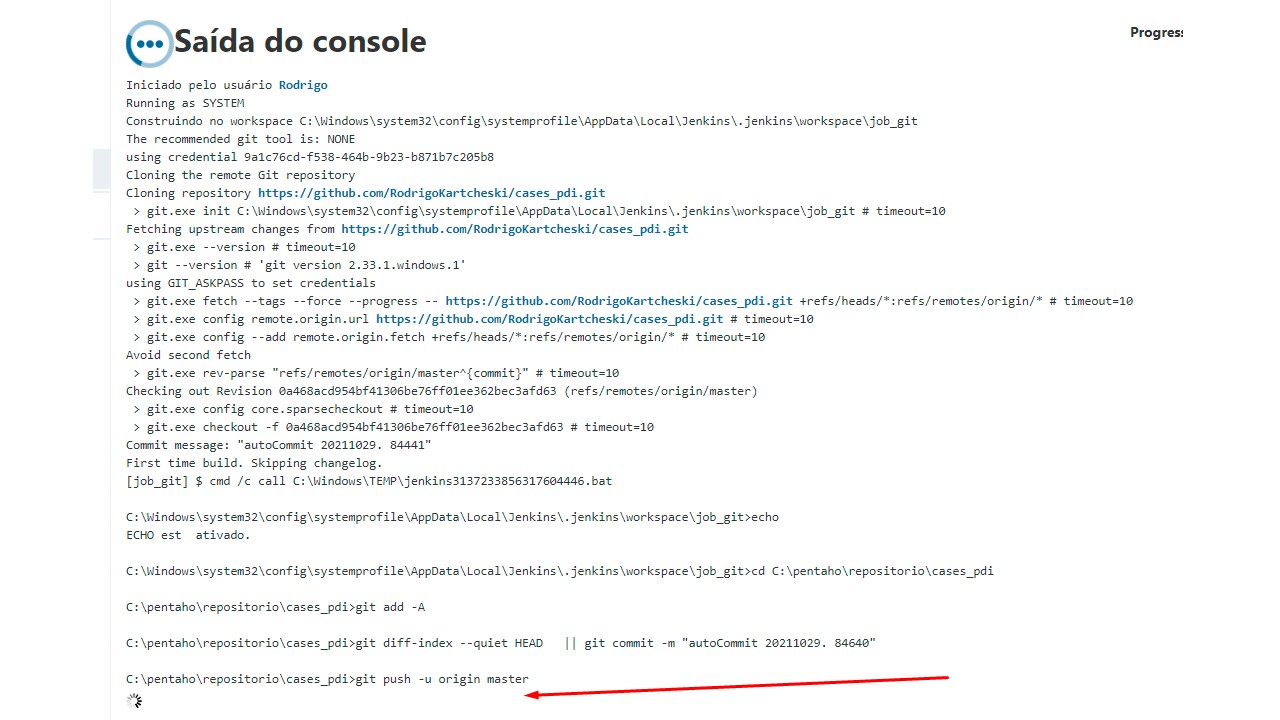 Saída do console
Progress
Iniciado pelo usuário Rodrigo
Running as SYSTEM
Construindo no workspace C:\Windows\system32\config\systemprofile\AppData\Local\Jenkins\.jenkins\workspace\job_git
The recommended git tool is: NONE
using credential 9a1c76cd-f538-464b-9b23-b871b7c205b8
Cloning the remote Git repository
Cloning repository https://github.com/RodrigoKartcheski/cases_pdi.git
 > git.exe init C:\Windows\system32\config\systemprofile\AppData\Local\Jenkins\.jenkins\workspace\job_git # timeout=10
Fetching upstream changes from https://github.com/RodrigoKartcheski/cases_pdi.git
 > git.exe --version # timeout=10
 > git --version # 'git version 2.33.1.windows.1'
using GIT_ASKPASS to set credentials
 > git.exe fetch --tags --force --progress -- https://github.com/RodrigoKartcheski/cases_pdi.git +refs/heads/*:refs/remotes/origin/* # timeout=10
 > git.exe config remote.origin.url https://github.com/RodrigoKartcheski/cases_pdi.git # timeout=10
 > git.exe config --add remote.origin.fetch +refs/heads/*:refs/remotes/origin/* # timeout=10
Avoid second fetch
 > git.exe rev-parse "refs/remotes/origin/master^{commit}" # timeout=10
Checking out Revision 0a468acd954bf41306be76ff01ee362bec3afd63 (refs/remotes/origin/master)
 > git.exe config core.sparsecheckout # timeout=10
 > git.exe checkout -f 0a468acd954bf41306be76ff01ee362bec3afd63 # timeout=10
Commit message: "autoCommit 20211029. 84441"
First time build. Skipping changelog.
[job_git] $ cmd /c call C:\Windows\TEMP\jenkins3137233856317604446.bat
C:\Windows\system32\config\systemprofile\AppData\Local\Jenkins\.jenkins\workspace\job_git>echo
ECHO est  ativado.
C:\Windows\system32\config\systemprofile\AppData\Local\Jenkins\.jenkins\workspace\job_git>cd C:\pentaho\repositorio\cases_pdi
C:\pentaho\repositorio\cases_pdi>git add -A
C:\pentaho\repositorio\cases_pdi>git diff-index --quiet HEAD   || git commit -m "autoCommit 20211029. 84640"
C:\pentaho\repositorio\cases_pdi>git push -u origin master